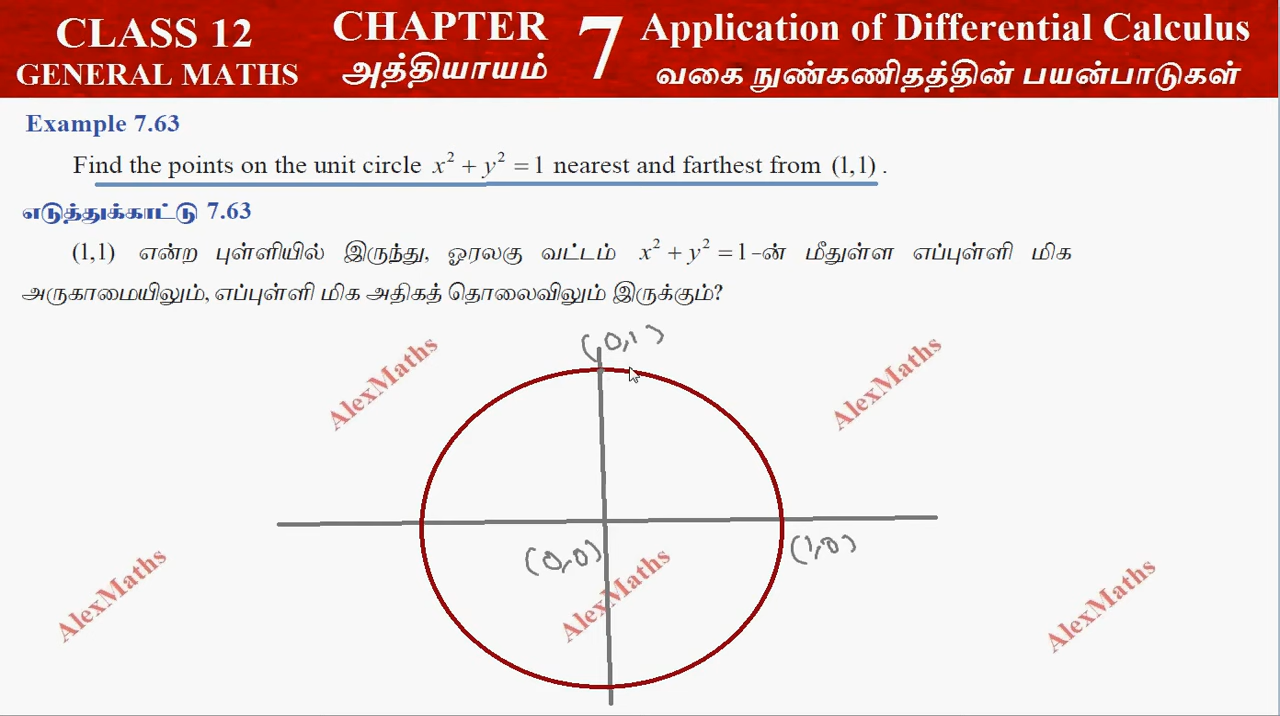 CLASS 12
GENERAL MATHS
CHAPTER
அத்தியாயம்
7
Application of Differential Calculus
வகை நுண்கணிதத்தின் பயன்பாடுகள்
Example 7.63
Find the points on the unit circle x² + y² = 1 nearest and farthest from (1,1).
எடுத்துக்காட்டு 7.63
(1,1) என்ற புள்ளியில் இருந்து, ஓரலகு வட்டம் x² + y² = 1-ன் மீதுள்ள எப்புள்ளி மிக
அருகாமையிலும், எப்புள்ளி மிக அதிகத் தொலைவிலும் இருக்கும்?
(0,1)
AlexMaths
AlexMaths
(0,0)
(1,0)
AlexMaths
AlexMaths
AlexMaths